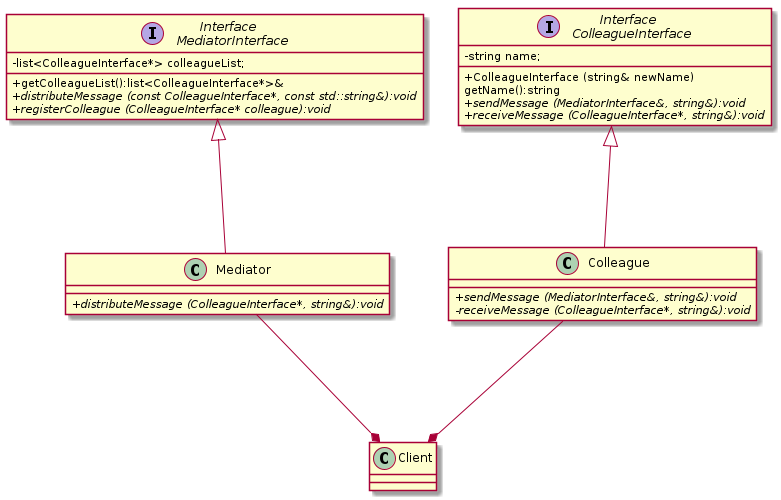 I
Interface
MediatorInterface
-list<ColleagueInterface*> colleagueList;
+getColleagueList():list<ColleagueInterface*>&
+distributeMessage (const ColleagueInterface*, const std::string&):void
+registerColleague (ColleagueInterface* colleague):void
I
Interface
ColleagueInterface
-string name;
+ColleagueInterface (string& newName)
getName():string
+sendMessage (MediatorInterface&, string&):void
+receiveMessage (ColleagueInterface*, string&):void
C Mediator
+distributeMessage (ColleagueInterface*, string&):void
C Colleague
+sendMessage (MediatorInterface&, string&):void
-receiveMessage (ColleagueInterface*, string&):void
C Client